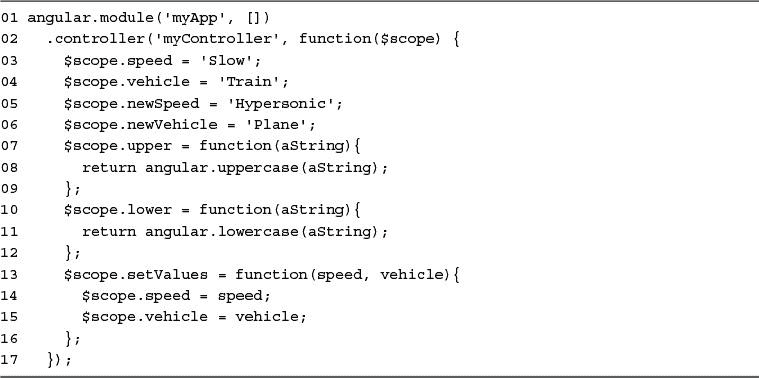 01 angular.module('myApp', [])
02   .controller('myController', function($scope) {
03     $scope.speed = 'Slow';
04     $scope.vehicle = 'Train';
05     $scope.newSpeed = 'Hypersonic';
06     $scope.newVehicle = 'Plane';
07     $scope.upper = function(aString){
08       return angular.uppercase(aString);
09     };
10     $scope.lower = function(aString){
11       return angular.lowercase(aString);
12     };
13     $scope.setValues = function(speed, vehicle){
14       $scope.speed = speed;
15       $scope.vehicle = vehicle;
16     };
17   });